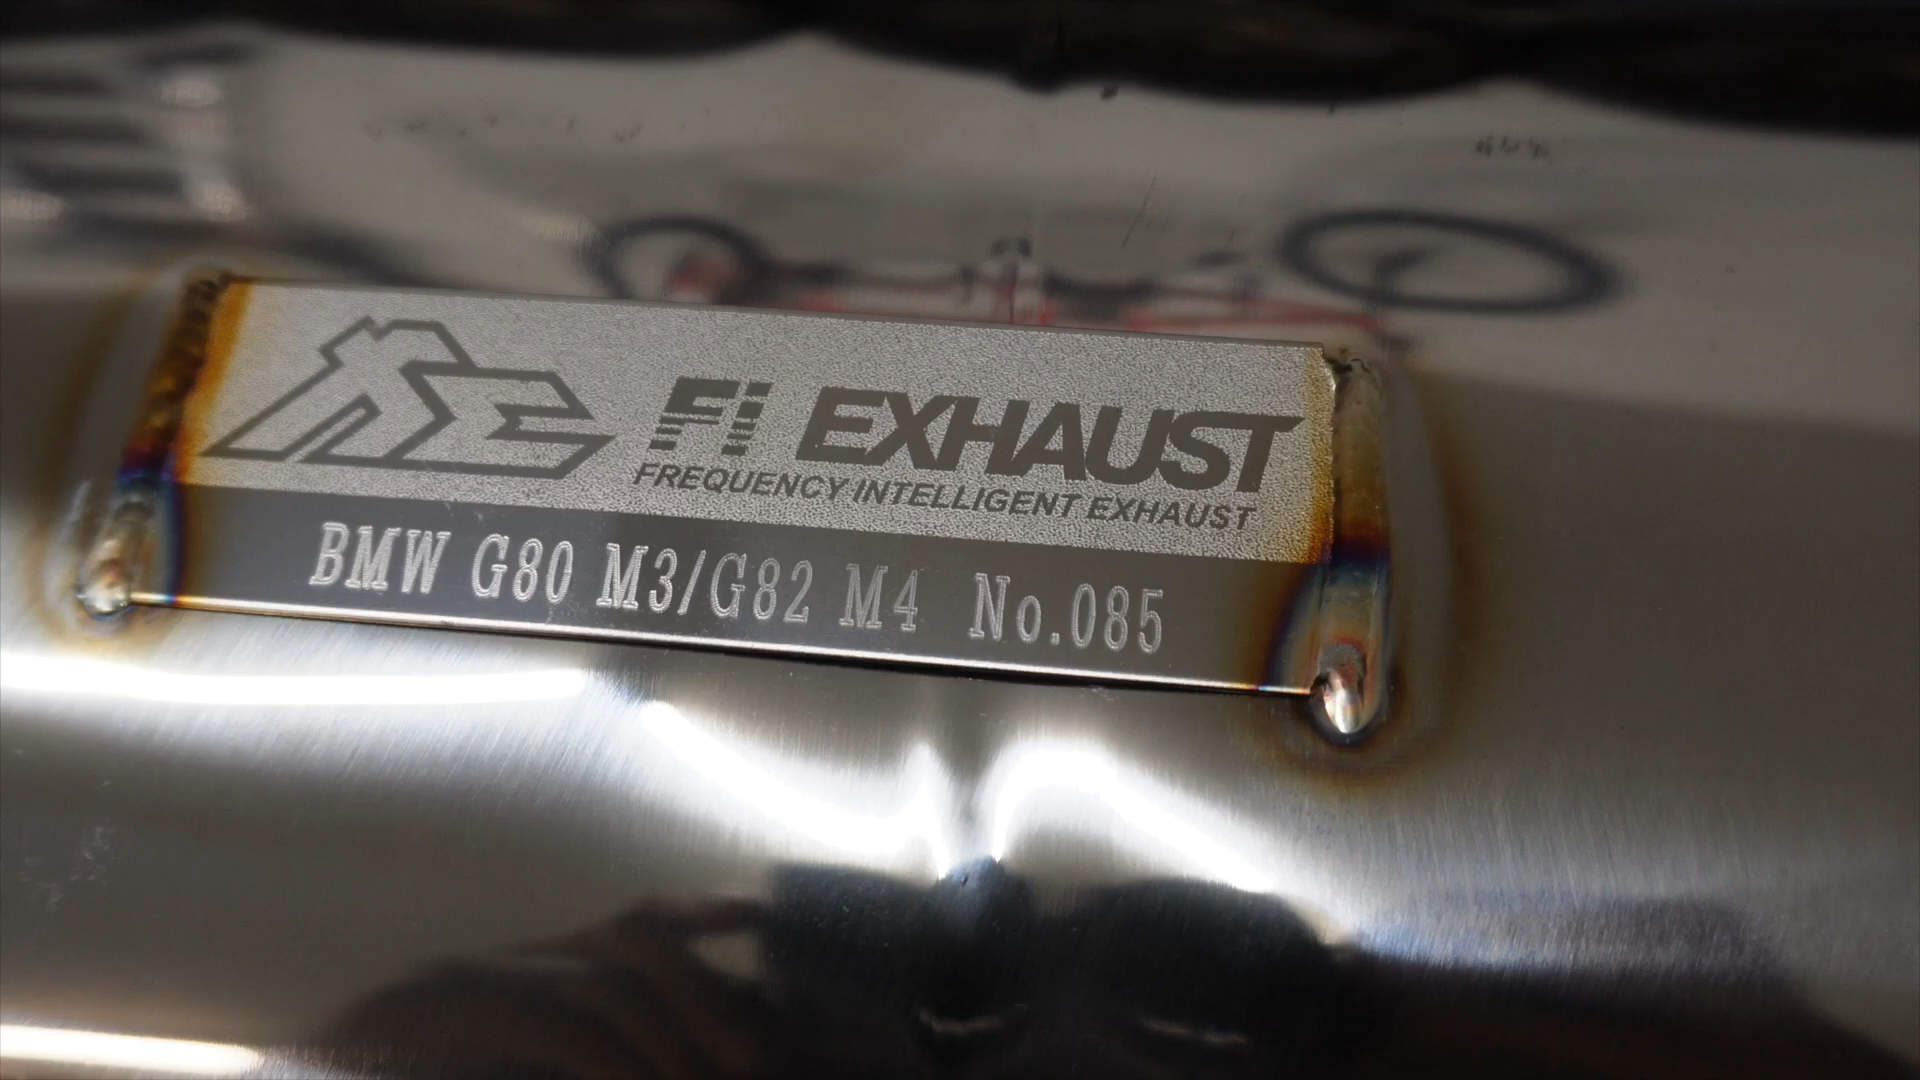 FI EXHAUST
FREQUENCY INTELLIGENT EXHAUST
BMW G80 M3/G82 M4 No.085